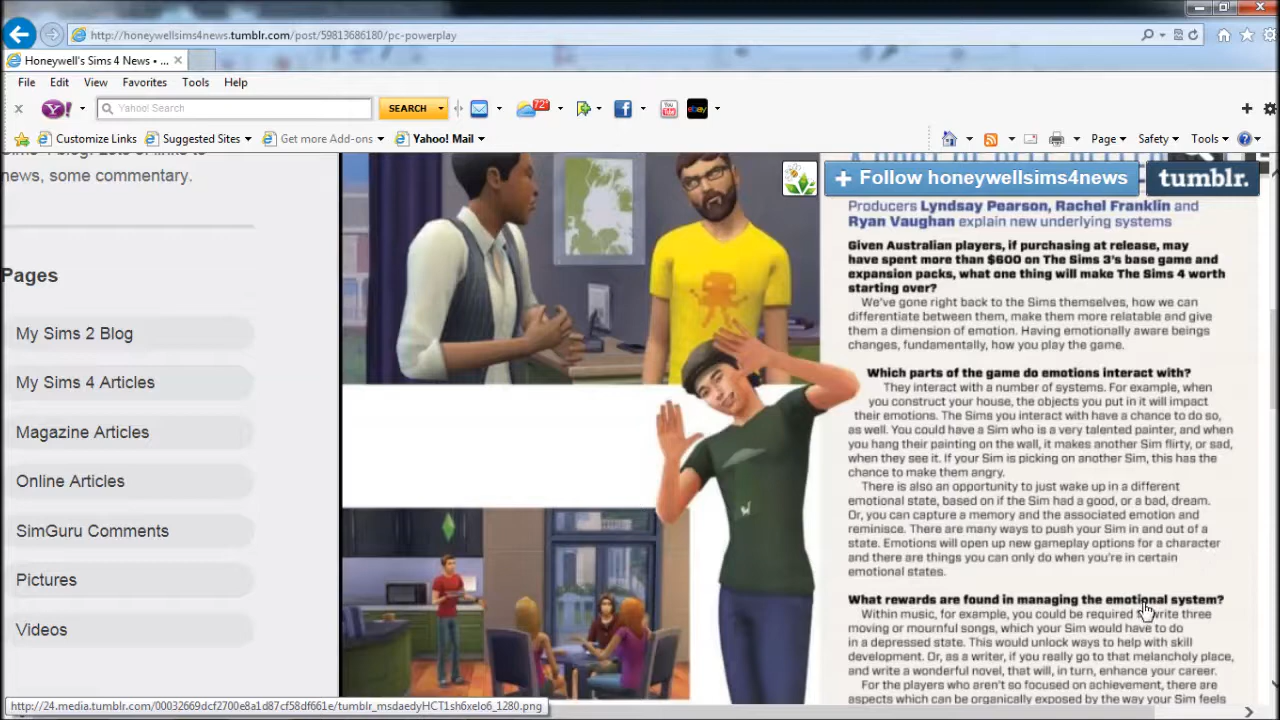 http://honeywellsims4news.tumblr.com/post/59813686180/pc-powerplay
Honeywell's Sims 4 News • ...
File Edit View Favorites Tools Help
Yahoo! Search
SEARCH
72°
You Tube
ebay
Customize Links Suggested Sites Get more Add-ons Yahoo! Mail
Page Safety Tools
news, some commentary.
Pages
My Sims 2 Blog
My Sims 4 Articles
Magazine Articles
Online Articles
SimGuru Comments
Pictures
Videos
Follow honeywellsims4news
tumblr.
Producers Lyndsay Pearson, Rachel Franklin and
Ryan Vaughan explain new underlying systems
Given Australian players, if purchasing at release, may
have spent more than $600 on The Sims 3's base game and
expansion packs, what one thing will make The Sims 4 worth
starting over?
We've gone right back to the Sims themselves, how we can
differentiate between them, make them more relatable and give
them a dimension of emotion. Having emotionally aware beings
changes, fundamentally, how you play the game.
Which parts of the game do emotions interact with?
They interact with a number of systems. For example, when
you construct your house, the objects you put in it will impact
their emotions. The Sims you interact with have a chance to do so,
as well. You could have a Sim who is a very talented painter, and when
you hang their painting on the wall, it makes another Sim flirty, or sad,
when they see it. If your Sim is picking on another Sim, this has the
chance to make them angry.
There is also an opportunity to just wake up in a different
emotional state, based on if the Sim had a good, or a bad, dream.
Or, you can capture a memory and the associated emotion and
reminisce. There are many ways to push your Sim in and out of a
state. Emotions will open up new gameplay options for a character
and there are things you can only do when you're in certain
emotional states.
What rewards are found in managing the emotional system?
Within music, for example, you could be required to write three
moving or mournful songs, which your Sim would have to do
in a depressed state. This would unlock ways to help with skill
development. Or, as a writer, if you really go to that melancholy place,
and write a wonderful novel, that will, in turn, enhance your career.
For the players who aren't so focused on achievement, there are
aspects which can be organically exposed by the way your Sim feels